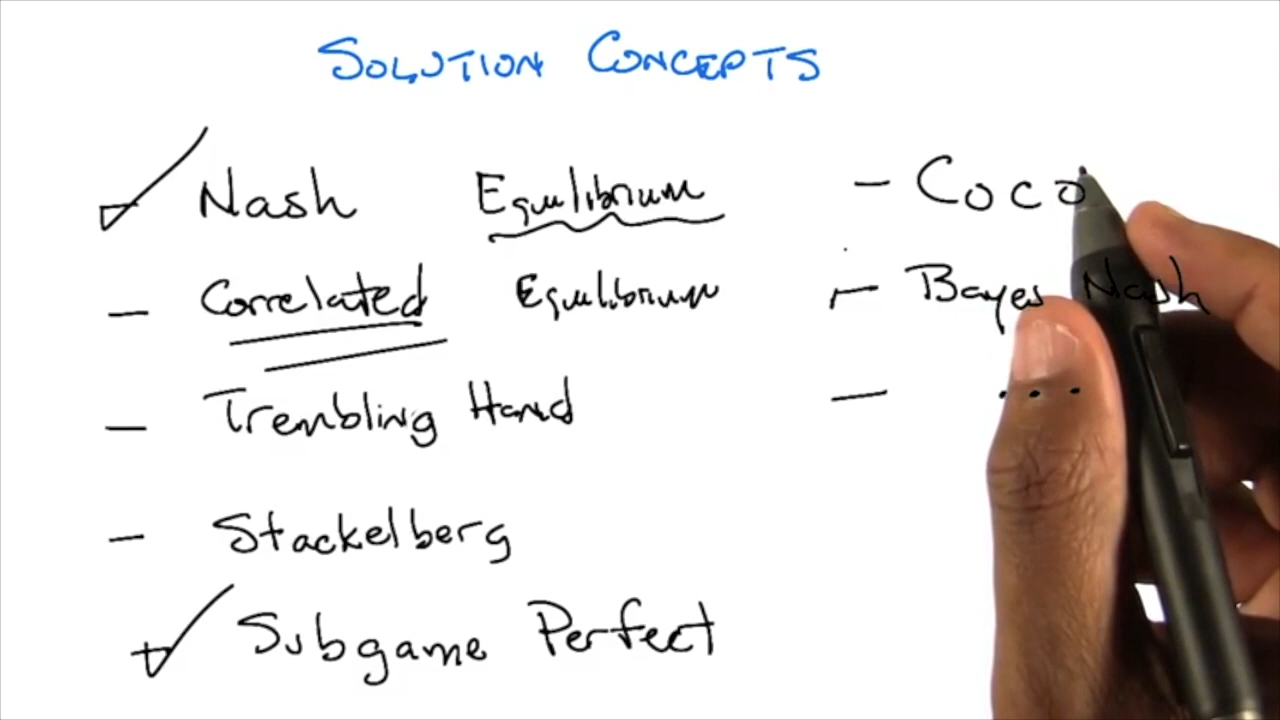 SOLUTION CONCEPTS
Nash Equilibrium
- Correlated Equilibrium
- Trembling Hand
- Stackelberg
Subgame Perfect
- Coco
- Bayes Nash
- ...